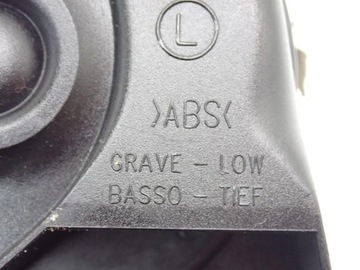 L
>ABS<
GRAVE - LOW
BASSO - TIEF